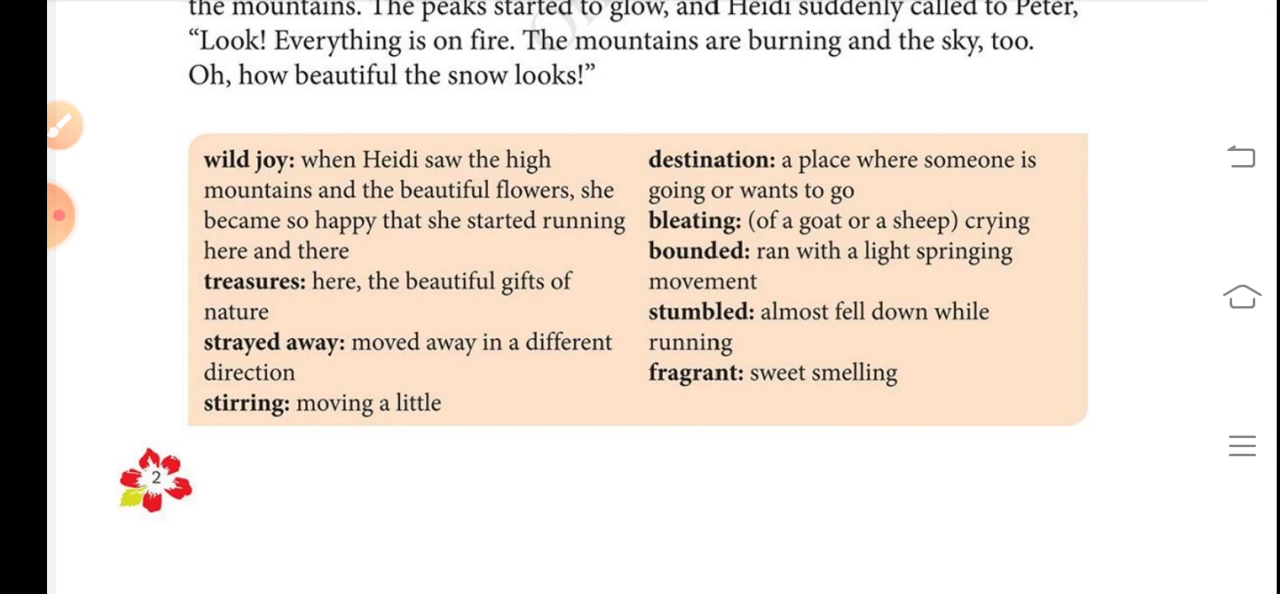 the mountains. The peaks started to glow, and Heidi suddenly called to Peter,
“Look! Everything is on fire. The mountains are burning and the sky, too.
Oh, how beautiful the snow looks!”
wild joy: when Heidi saw the high
mountains and the beautiful flowers, she
became so happy that she started running
here and there
treasures: here, the beautiful gifts of
nature
strayed away: moved away in a different
direction
stirring: moving a little
destination: a place where someone is
going or wants to go
bleating: (of a goat or a sheep) crying
bounded: ran with a light springing
movement
stumbled: almost fell down while
running
fragrant: sweet smelling
2